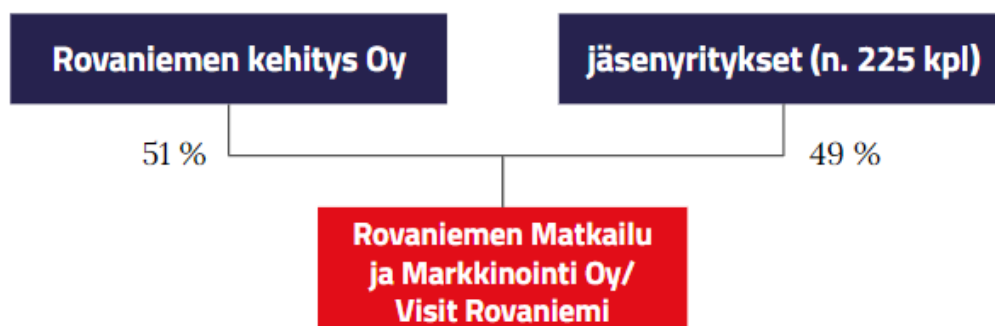 Rovaniemen kehitys Oy
jäsenyritykset (n. 225 kpl)
51 %
49 %
Rovaniemen Matkailu
ja Markkinointi Oy/
Visit Rovaniemi